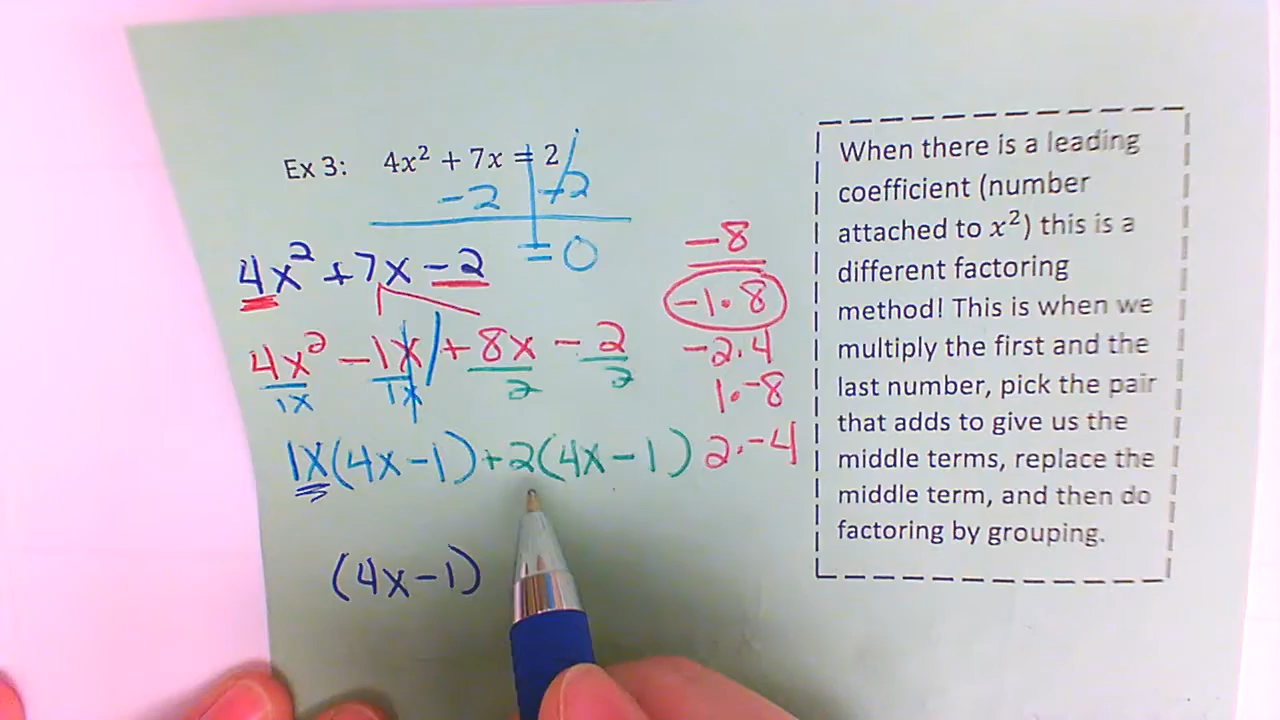 Ex 3: 4x² + 7x = 2
-2 -2
4x² + 7x - 2 = 0
4x² - 1x + 8x - 2
1x 1x 2 2
1x(4x - 1) + 2(4x - 1)
(4x - 1)
-8
-1 · 8
-2 · 4
1 · -8
2 · -4
When there is a leading
coefficient (number
attached to x²) this is a
different factoring
method! This is when we
multiply the first and the
last number, pick the pair
that adds to give us the
middle terms, replace the
middle term, and then do
factoring by grouping.